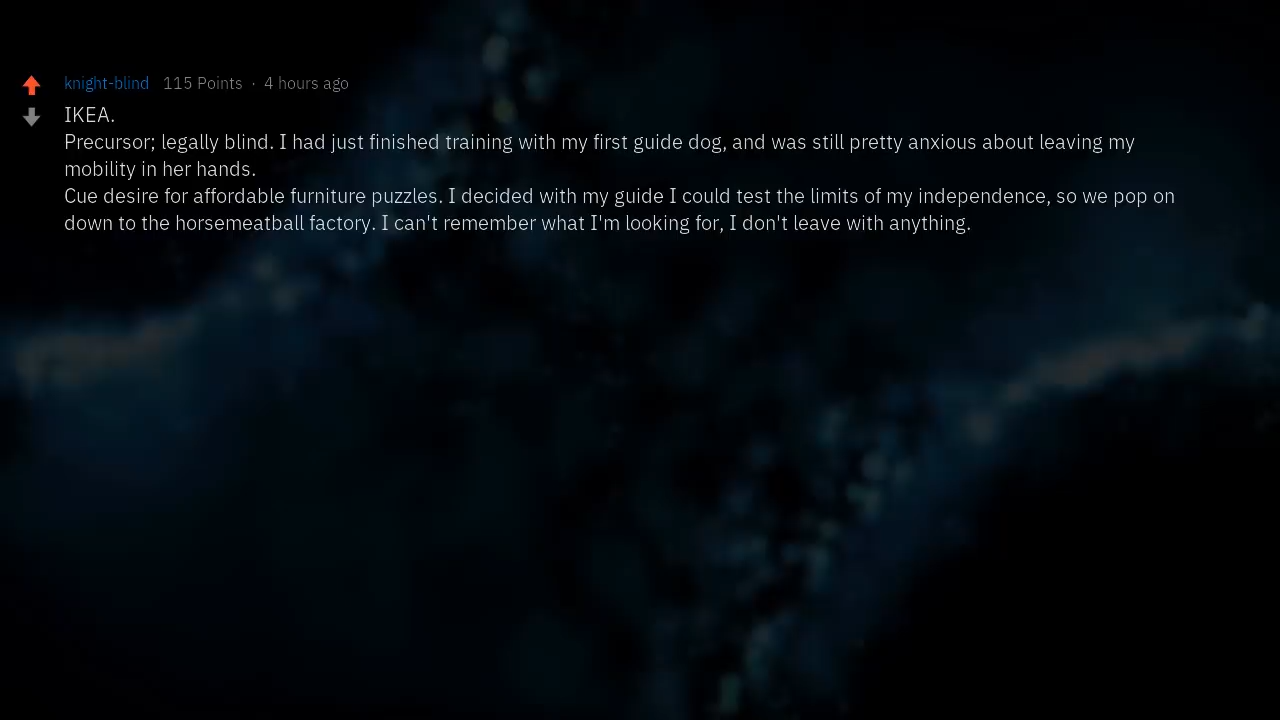 knight-blind 115 Points · 4 hours ago
IKEA.
Precursor; legally blind. I had just finished training with my first guide dog, and was still pretty anxious about leaving my
mobility in her hands.
Cue desire for affordable furniture puzzles. I decided with my guide I could test the limits of my independence, so we pop on
down to the horsemeatball factory. I can't remember what I'm looking for, I don't leave with anything.